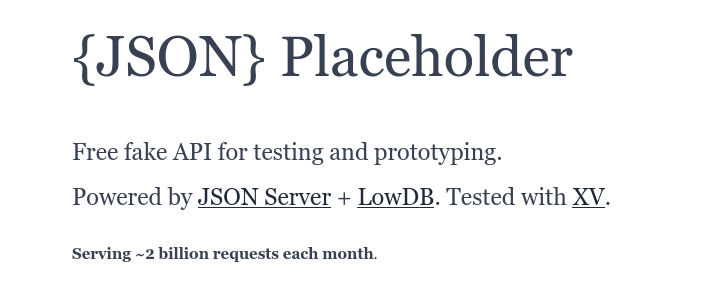 {JSON} Placeholder
Free fake API for testing and prototyping.
Powered by JSON Server + LowDB. Tested with XV.
Serving ~2 billion requests each month.